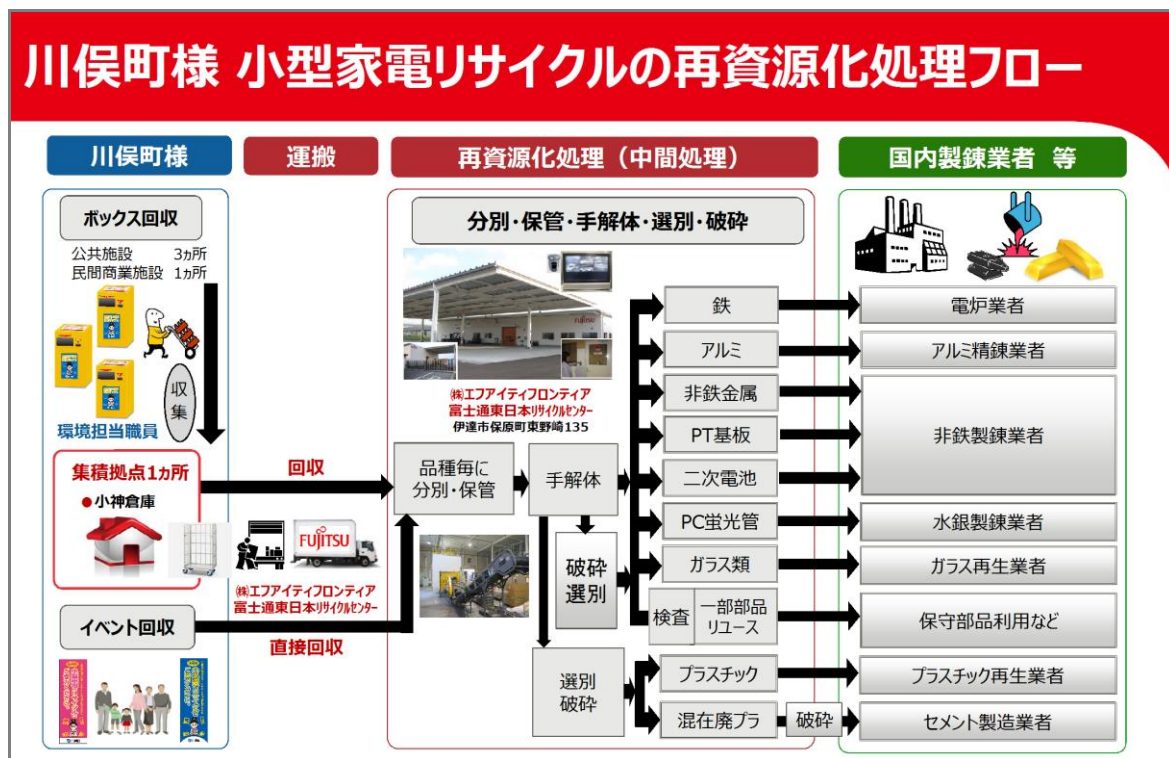 川俣町様 小型家電リサイクルの再資源化処理フロー
川俣町様
運搬
再資源化処理（中間処理）
国内製錬業者 等
ボックス回収
公共施設 3ヵ所
民間商業施設 1ヵ所
収集
環境担当職員
集積拠点1ヵ所
●小神倉庫
イベント回収
回収
FUJITSU
㈱エフアイティフロンティア
富士通東日本リサイクルセンター
直接回収
分別・保管・手解体・選別・破砕
FUJITSU
㈱エフアイティフロンティア
富士通東日本リサイクルセンター
伊達市保原町東野崎135
品種毎に
分別・保管
手解体
破砕
選別
選別
破砕
鉄
アルミ
非鉄金属
PT基板
二次電池
PC蛍光管
ガラス類
検査
一部部品
リユース
プラスチック
混在廃プラ
破砕
電炉業者
アルミ精錬業者
非鉄製錬業者
水銀製錬業者
ガラス再生業者
保守部品利用など
プラスチック再生業者
セメント製造業者